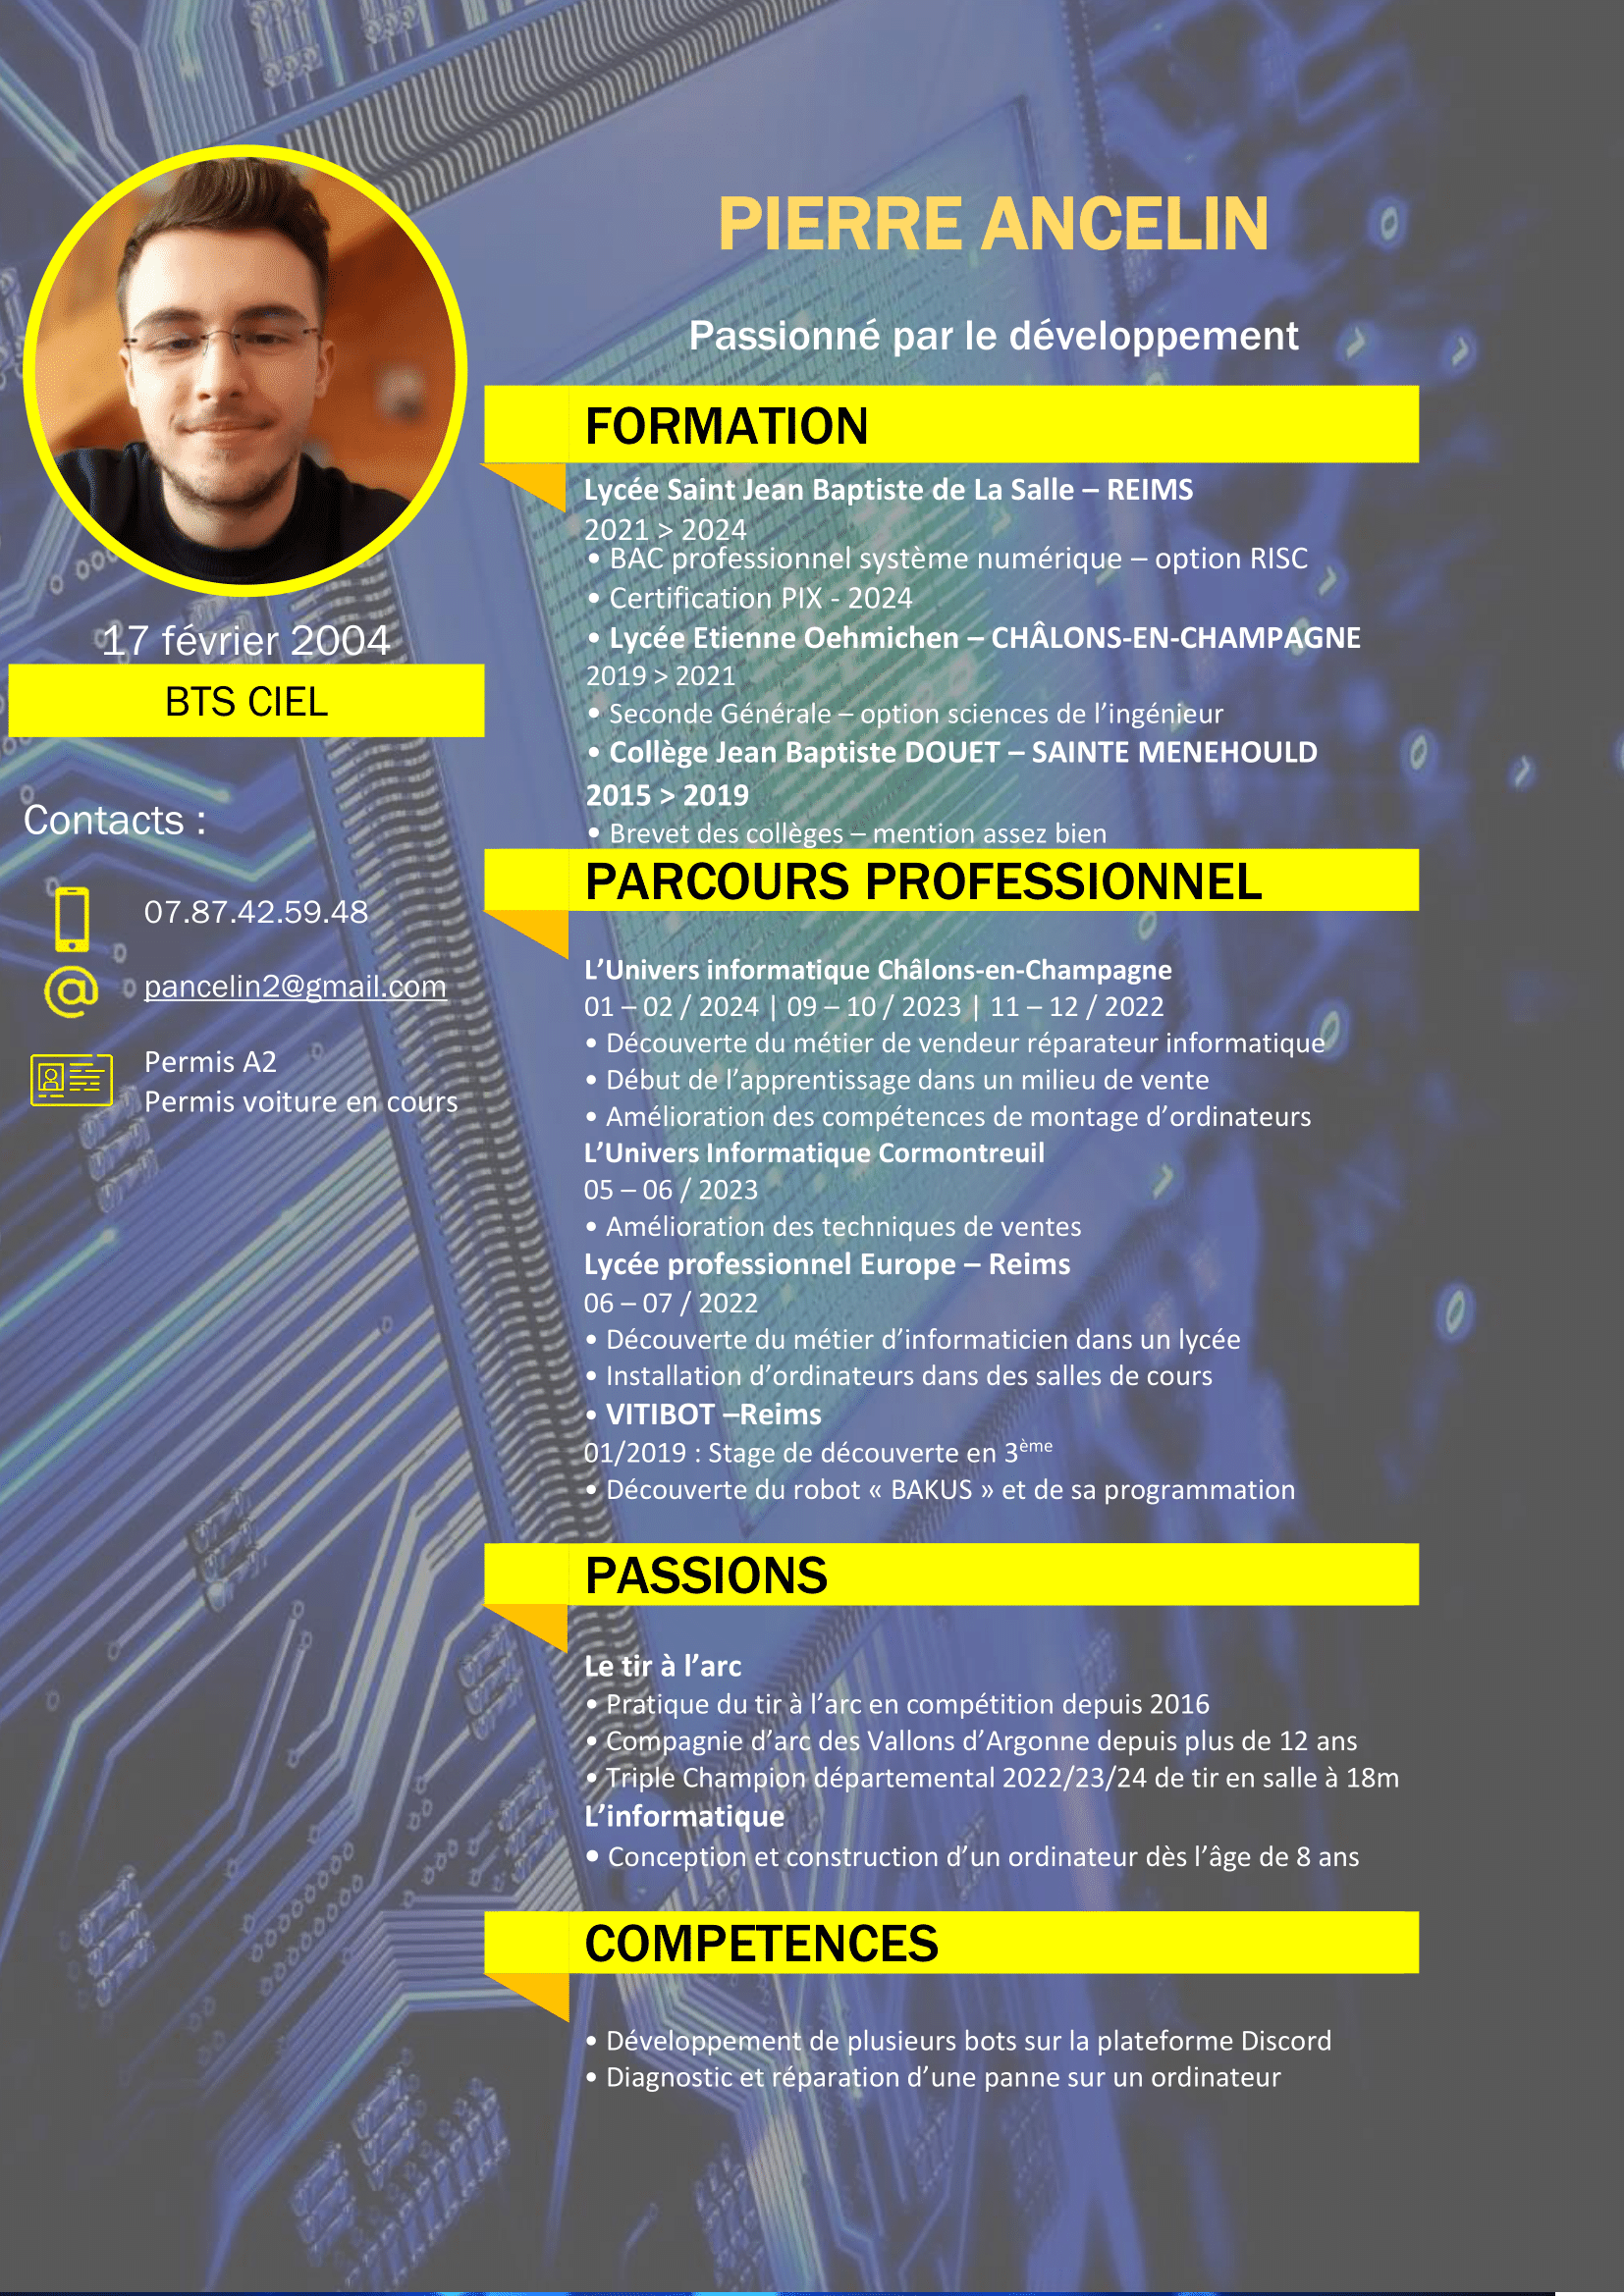 PIERRE ANCELIN
Passionné par le développement
17 février 2004
BTS CIEL
Contacts :
07.87.42.59.48
@ pancelin2@gmail.com
Permis A2
Permis voiture en cours
FORMATION
Lycée Saint Jean Baptiste de La Salle – REIMS
2021 > 2024
• BAC professionnel système numérique – option RISC
• Certification PIX - 2024
• Lycée Etienne Oehmichen – CHÂLONS-EN-CHAMPAGNE
2019 > 2021
• Seconde Générale – option sciences de l’ingénieur
• Collège Jean Baptiste DOUET – SAINTE MENEHOULD
2015 > 2019
• Brevet des collèges – mention assez bien
PARCOURS PROFESSIONNEL
L’Univers informatique Châlons-en-Champagne
01 – 02 / 2024 | 09 – 10 / 2023 | 11 – 12 / 2022
• Découverte du métier de vendeur réparateur informatique
• Début de l’apprentissage dans un milieu de vente
• Amélioration des compétences de montage d’ordinateurs
L’Univers Informatique Cormontreuil
05 – 06 / 2023
• Amélioration des techniques de ventes
Lycée professionnel Europe – Reims
06 – 07 / 2022
• Découverte du métier d’informaticien dans un lycée
• Installation d’ordinateurs dans des salles de cours
• VITIBOT –Reims
01/2019 : Stage de découverte en 3ème
• Découverte du robot « BAKUS » et de sa programmation
PASSIONS
Le tir à l’arc
• Pratique du tir à l’arc en compétition depuis 2016
• Compagnie d’arc des Vallons d’Argonne depuis plus de 12 ans
• Triple Champion départemental 2022/23/24 de tir en salle à 18m
L’informatique
• Conception et construction d’un ordinateur dès l’âge de 8 ans
COMPETENCES
• Développement de plusieurs bots sur la plateforme Discord
• Diagnostic et réparation d’une panne sur un ordinateur